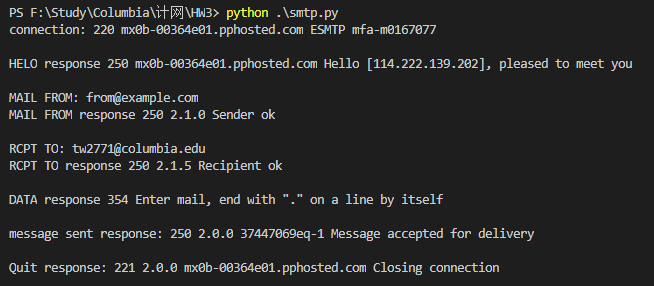 PS F:\Study\Columbia\计网\HW3> python .\smtp.py
connection: 220 mx0b-00364e01.pphosted.com ESMTP mfa-m0167077
HELO response 250 mx0b-00364e01.pphosted.com Hello [114.222.139.202], pleased to meet you
MAIL FROM: from@example.com
MAIL FROM response 250 2.1.0 Sender ok
RCPT TO: tw2771@columbia.edu
RCPT TO response 250 2.1.5 Recipient ok
DATA response 354 Enter mail, end with "." on a line by itself
message sent response: 250 2.0.0 37447069eq-1 Message accepted for delivery
Quit response: 221 2.0.0 mx0b-00364e01.pphosted.com Closing connection